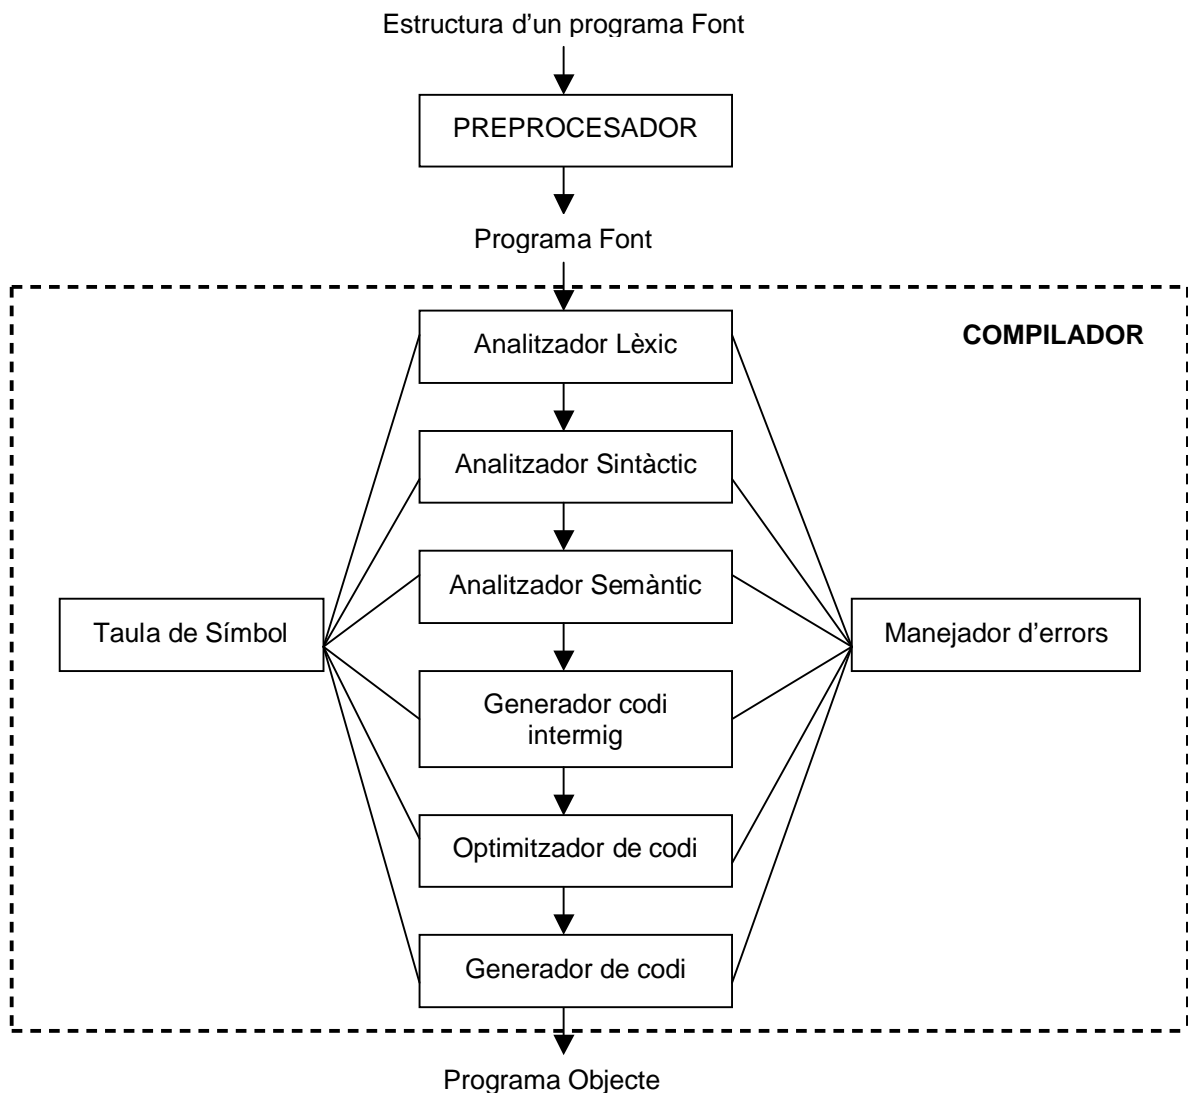 Estructura d’un programa Font
PREPROCESADOR
Programa Font
COMPILADOR
Analitzador Lèxic
Analitzador Sintàctic
Analitzador Semàntic
Taula de Símbol
Manejador d’errors
Generador codi
intermig
Optimitzador de codi
Generador de codi
Programa Objecte